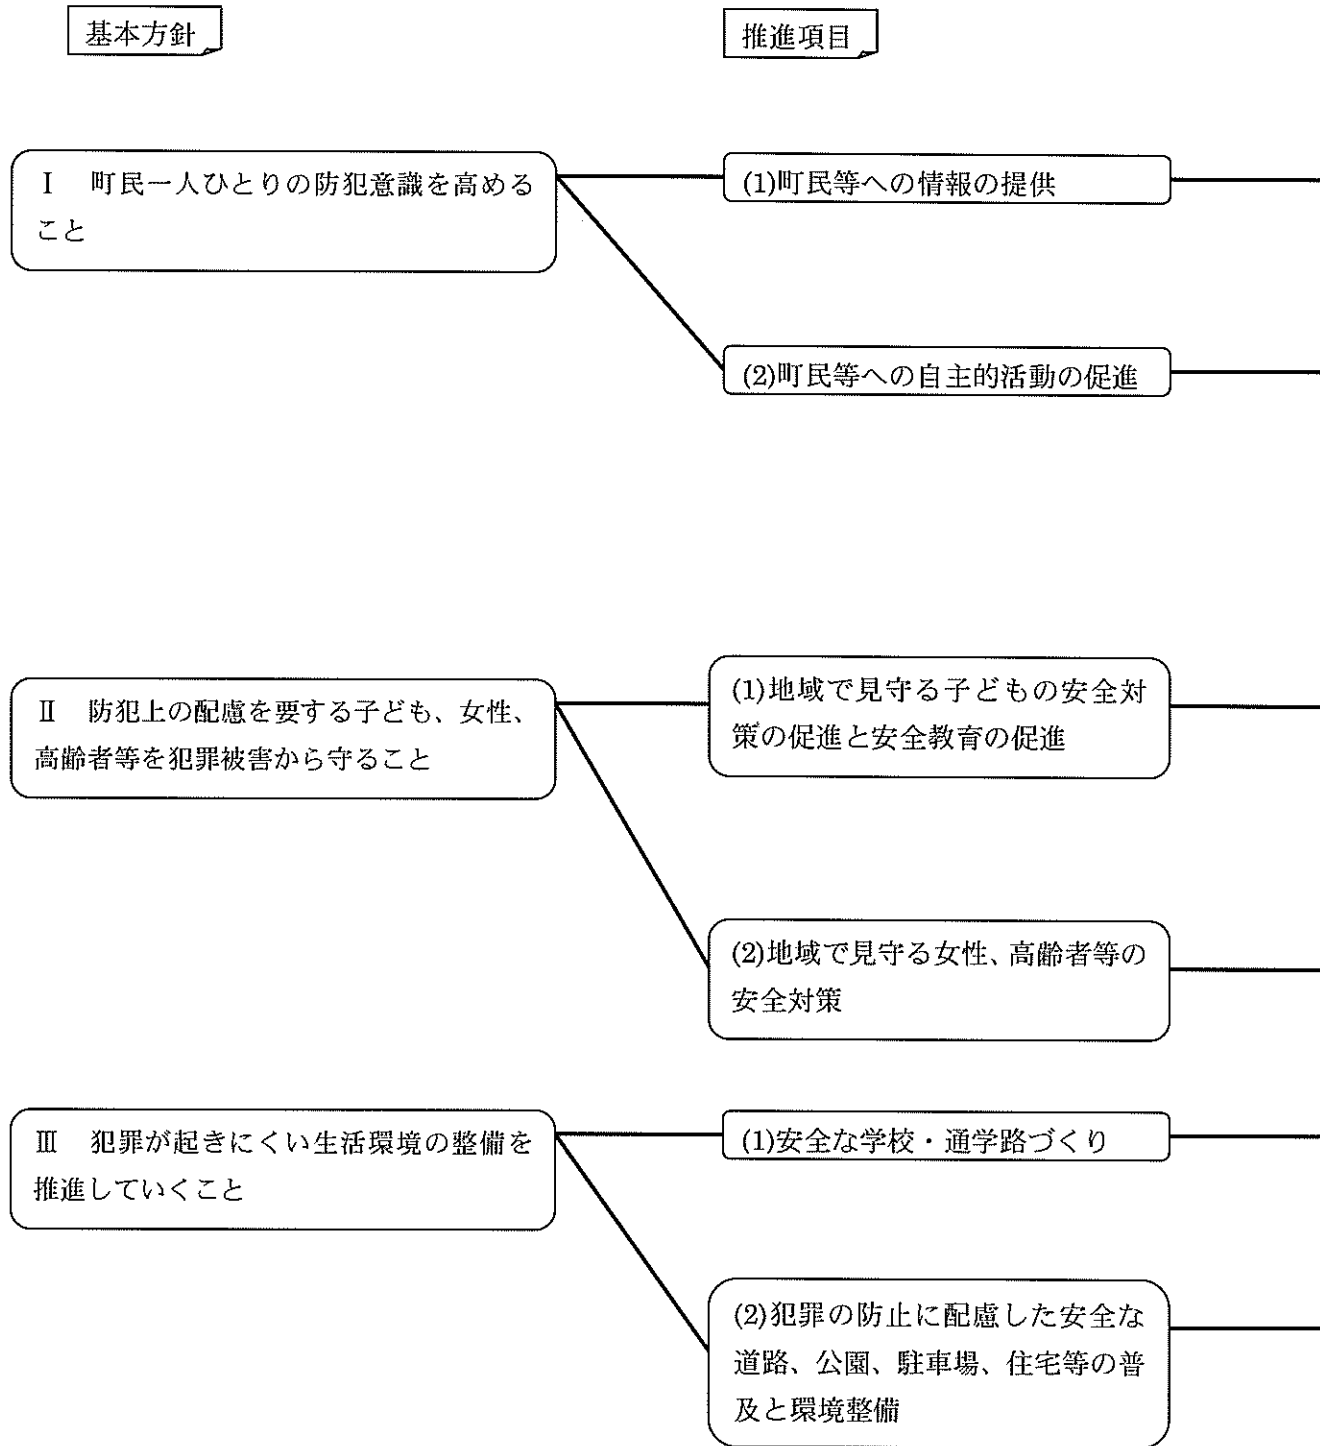 基本方針
推進項目
Ⅰ　町民一人ひとりの防犯意識を高める
こと
(1)町民等への情報の提供
(2)町民等への自主的活動の促進
Ⅱ　防犯上の配慮を要する子ども、女性、
高齢者等を犯罪被害から守ること
(1)地域で見守る子どもの安全対
策の促進と安全教育の促進
(2)地域で見守る女性、高齢者等の
安全対策
Ⅲ　犯罪が起きにくい生活環境の整備を
推進していくこと
(1)安全な学校・通学路づくり
(2)犯罪の防止に配慮した安全な
道路、公園、駐車場、住宅等の普
及と環境整備